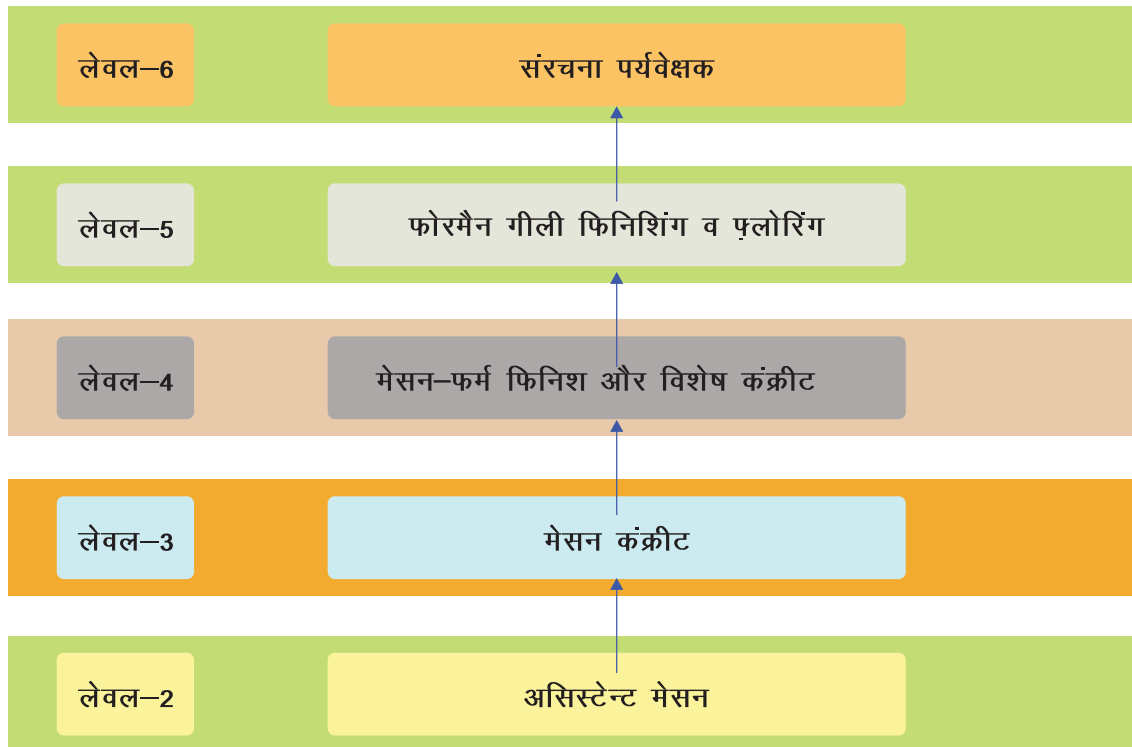 लेवल–6 संरचना पर्यवेक्षक
लेवल–5 फोरमैन गीली फिनिशिंग व फ़्लोरिंग
लेवल–4 मेसन–फर्म फिनिश और विशेष कंक्रीट
लेवल–3 मेसन कंक्रीट
लेवल–2 असिस्टेन्ट मेसन